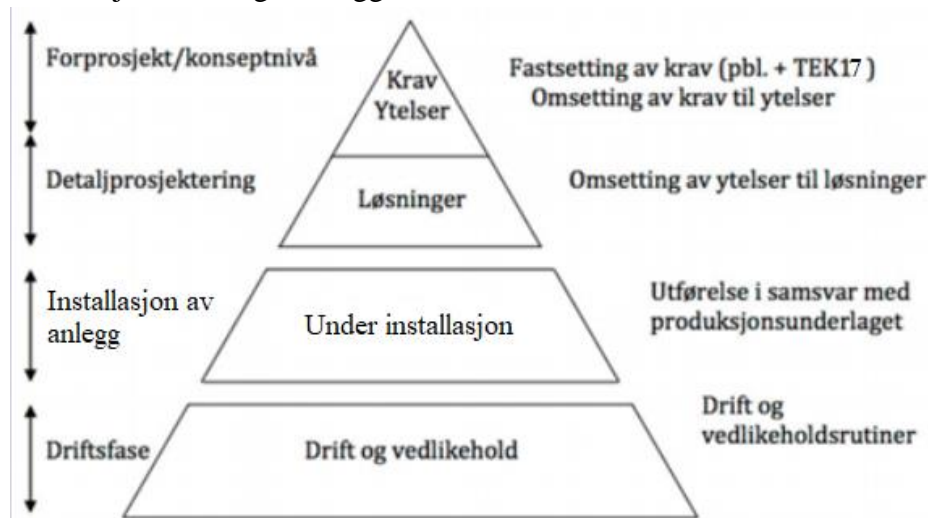 Forprosjekt/konseptnivå
Krav
Ytelser
Fastsetting av krav (pbl. + TEK17 )
Omsetting av krav til ytelser
Detaljprosjektering
Løsninger
Omsetting av ytelser til løsninger
Installasjon av
anlegg
Under installasjon
Utførelse i samsvar med
produksjonsunderlaget
Driftsfase
Drift og vedlikehold
Drift og
vedlikeholdsrutiner